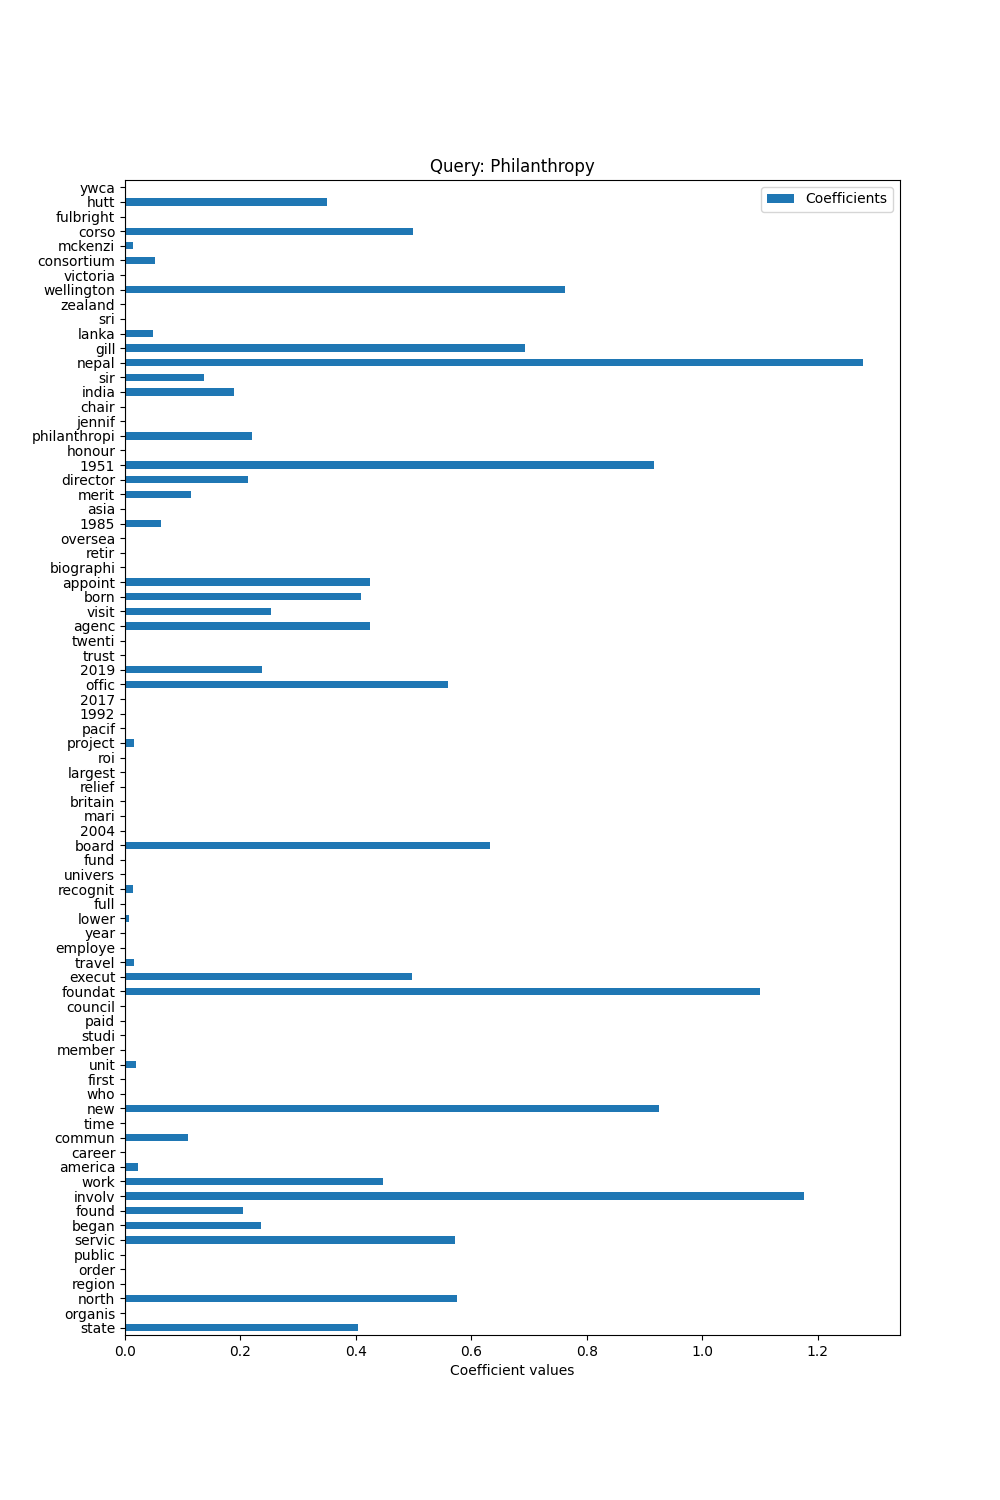 Query: Philanthropy
Coefficients
ywca
hutt
fulbright
corso
mckenzi
consortium
victoria
wellington
zealand
sri
lanka
gill
nepal
sir
india
chair
jennif
philanthropi
honour
1951
director
merit
asia
1985
oversea
retir
biographi
appoint
born
visit
agenc
twenti
trust
2019
offic
2017
1992
pacif
project
roi
largest
relief
britain
mari
2004
board
fund
univers
recognit
full
lower
year
employe
travel
execut
foundat
council
paid
studi
member
unit
first
who
new
time
commun
career
america
work
involv
found
began
servic
public
order
region
north
organis
state
0.0 0.2 0.4 0.6 0.8 1.0 1.2
Coefficient values